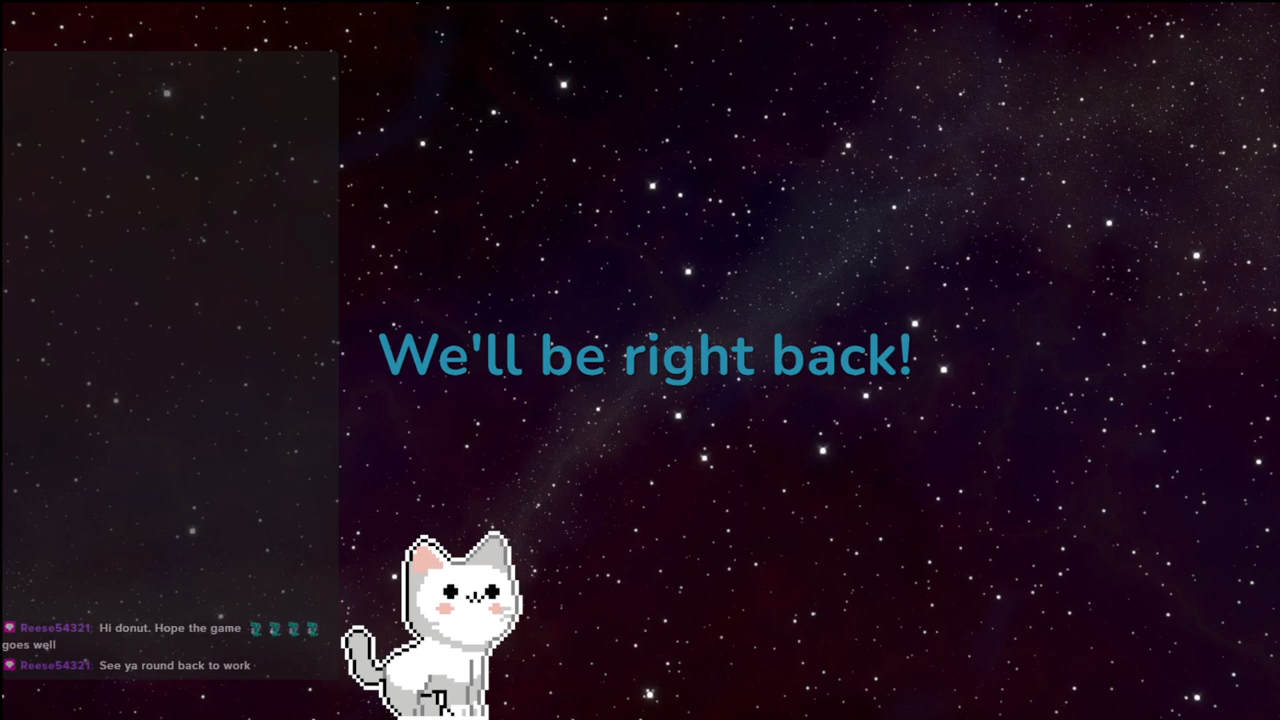 We'll be right back!
Reese54321: Hi donut. Hope the game
goes well
Reese54321: See ya round back to work